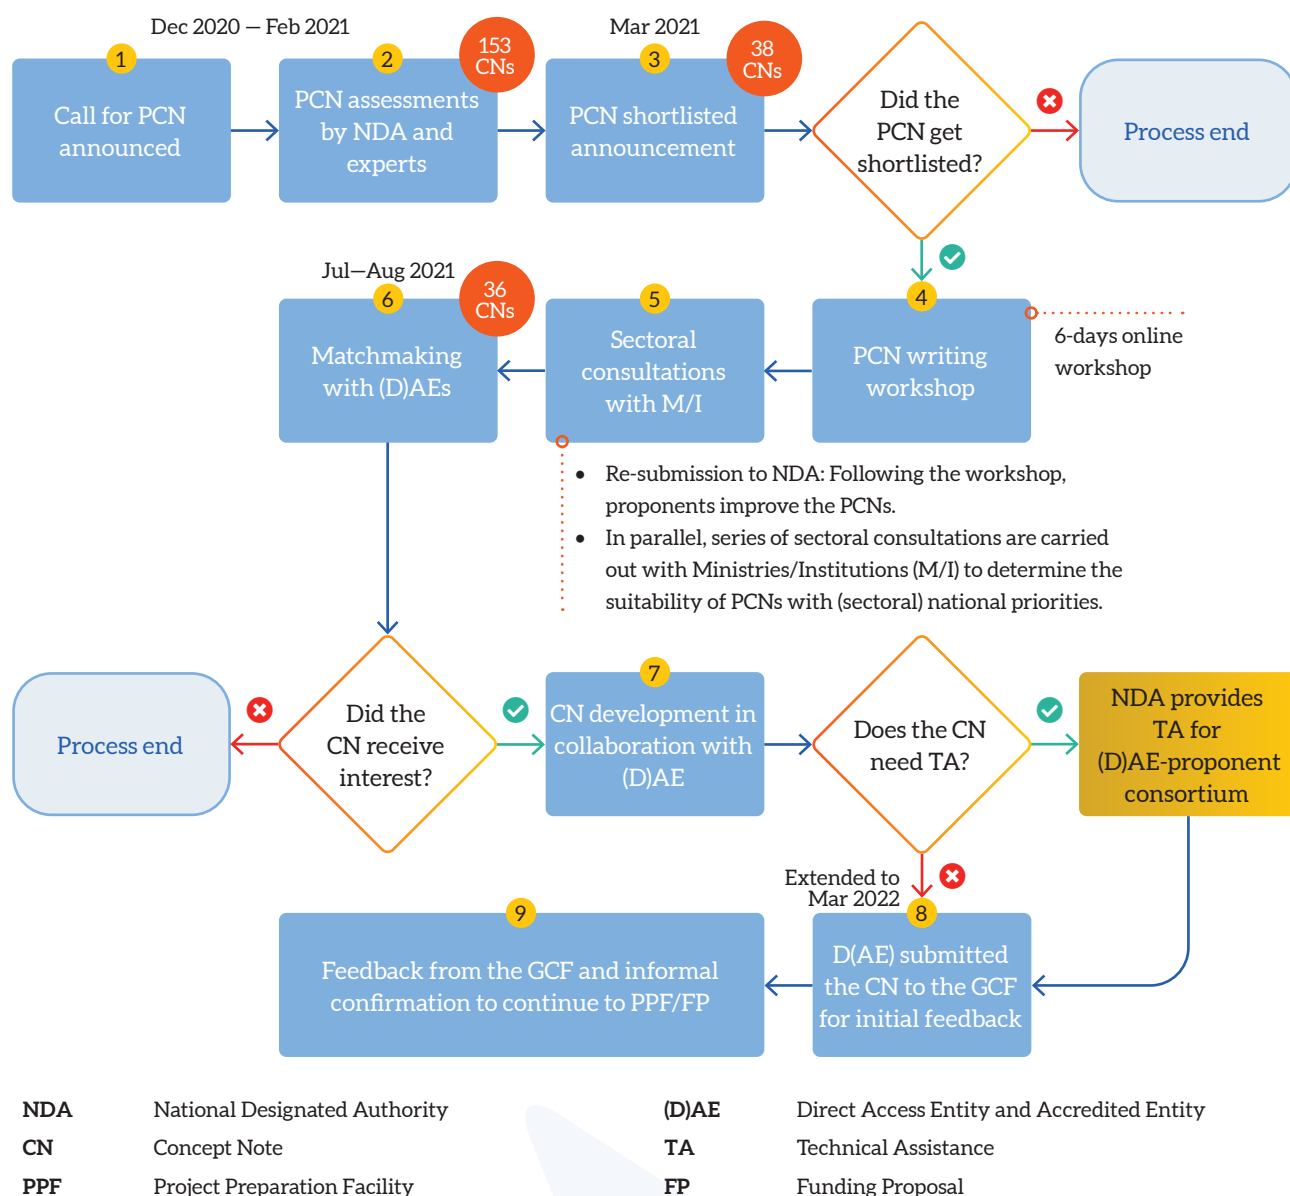 Dec 2020 – Feb 2021
1
Call for PCN
announced
2
153
CNs
PCN assessments
by NDA and
experts
Mar 2021
3
38
CNs
PCN shortlisted
announcement
Did the
PCN get
shortlisted?
Process end
4
PCN writing
workshop
6-days online
workshop
5
Sectoral
consultations
with M/I
• Re-submission to NDA: Following the workshop,
proponents improve the PCNs.
• In parallel, series of sectoral consultations are carried
out with Ministries/Institutions (M/I) to determine the
suitability of PCNs with (sectoral) national priorities.
Jul–Aug 2021
6
36
CNs
Matchmaking
with (D)AEs
Did the
CN receive
interest?
Process end
7
CN development in
collaboration with
(D)AE
Does the CN
need TA?
NDA provides
TA for
(D)AE-proponent
consortium
Extended to
Mar 2022
8
D(AE) submitted
the CN to the GCF
for initial feedback
9
Feedback from the GCF and informal
confirmation to continue to PPF/FP
NDA National Designated Authority
CN Concept Note
PPF Project Preparation Facility
(D)AE Direct Access Entity and Accredited Entity
TA Technical Assistance
FP Funding Proposal